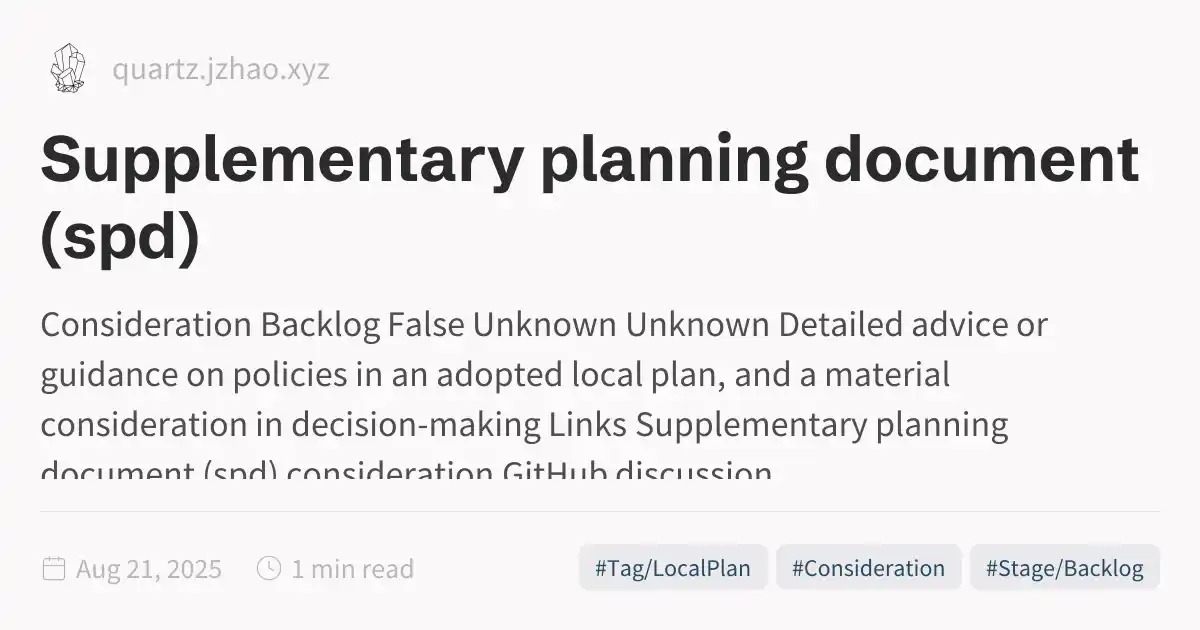 quartz.jzhao.xyz
Supplementary planning document
(spd)
Consideration Backlog False Unknown Unknown Detailed advice or
guidance on policies in an adopted local plan, and a material
consideration in decision-making Links Supplementary planning
document (spd) consideration GitHub discussion
Aug 21, 2025
1 min read
#Tag/LocalPlan
#Consideration
#Stage/Backlog